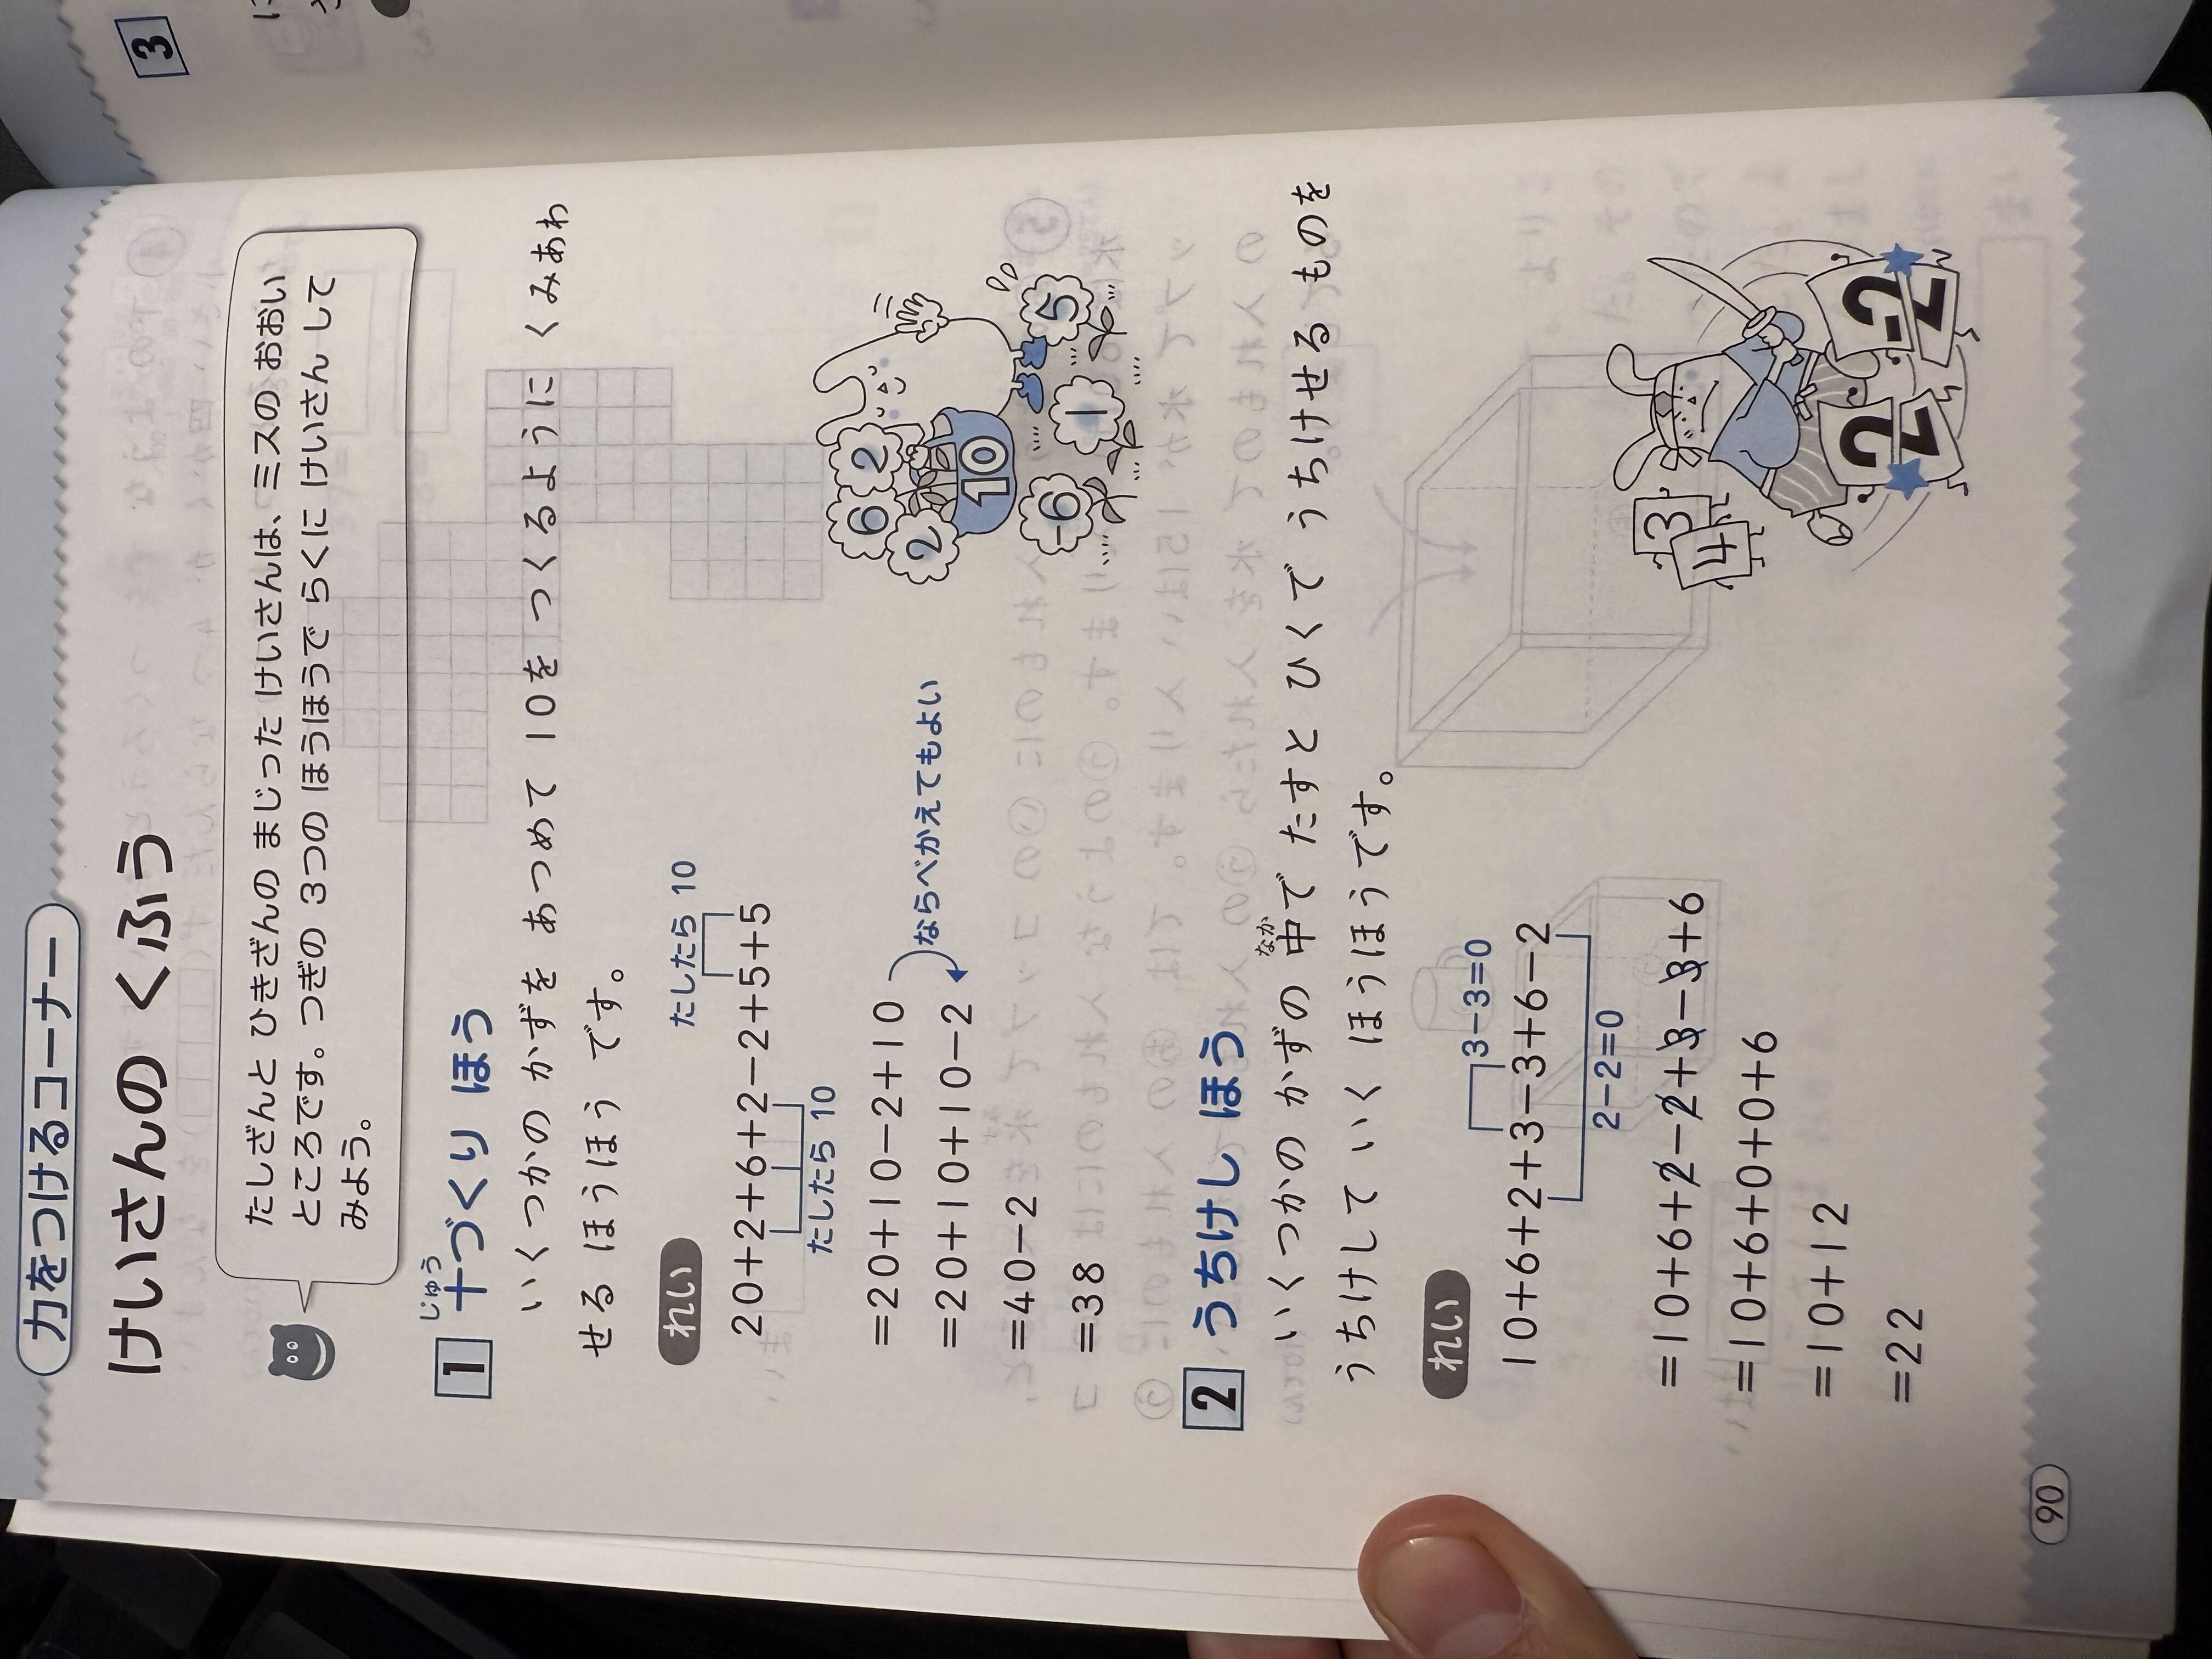 力をつけるコーナー
けいさんの くふう
たしざんと ひきざんの まじった けいさんは、ミスの おおい
ところです。つぎの 3つの ほうほうで らくに けいさん して
みよう。
じゅう
1 十づくり ほう
いくつかの かずを あつめて 10を つくるように くみあわ
せる ほうほう です。
れい
たしたら 10
20+2+6+2−2+5+5
たしたら 10
=20+10−2+10
ならべかえてもよい
=20+10+10−2
=40−2
=38
6 2 2 10
-6 1 5
2 うちけし ほう
なか
いくつかの かずの 中で たすと ひくで うちけせる ものを
うちけして いく ほうほうです。
れい
3−3=0
10+6+2+3−3+6−2
2−2=0
=10+6+2−2+3−3+6
=10+6+0+0+6
=10+12
=22
3
4
2 -2
90
3